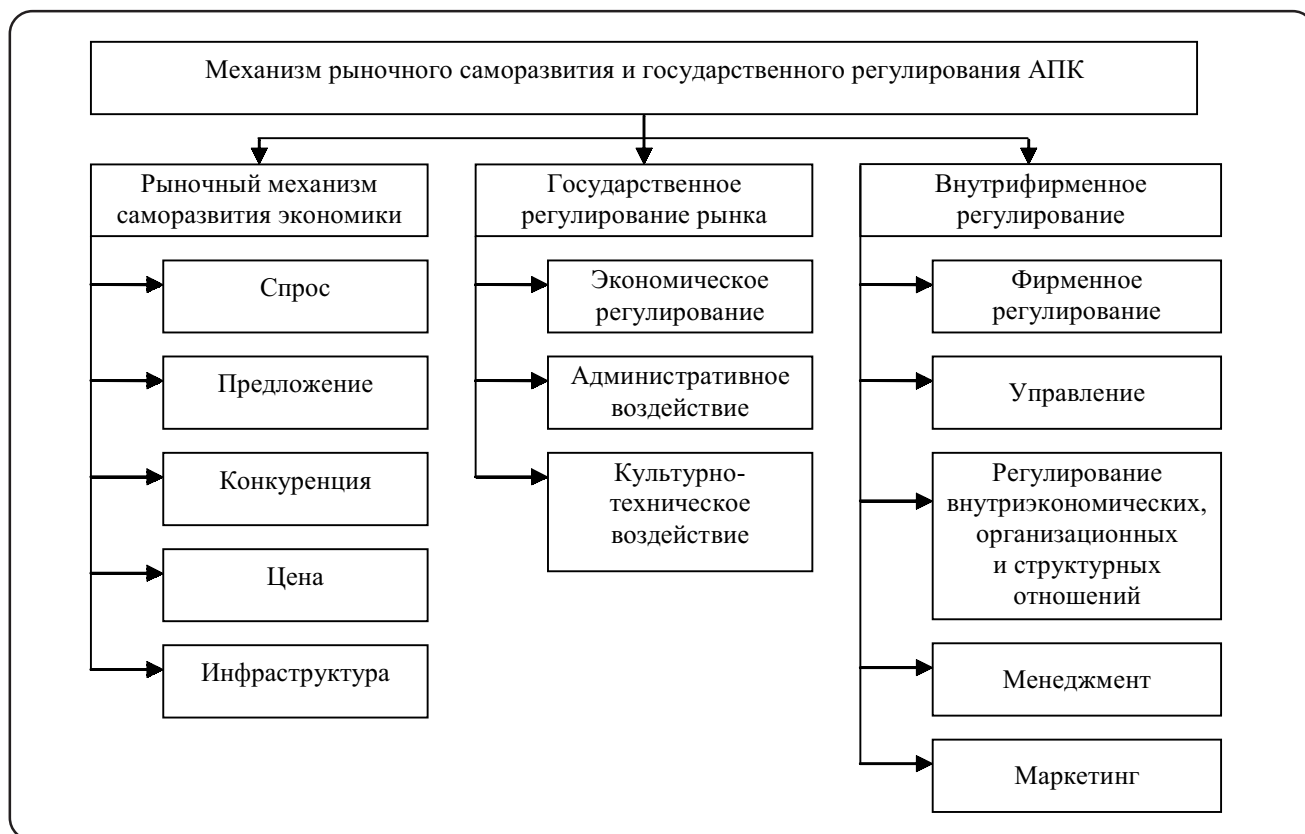 Механизм рыночного саморазвития и государственного регулирования АПК
Рыночный механизм
саморазвития экономики
Спрос
Предложение
Конкуренция
Цена
Инфраструктура
Государственное
регулирование рынка
Экономическое
регулирование
Административное
воздействие
Культурно-
техническое
воздействие
Внутрифирменное
регулирование
Фирменное
регулирование
Управление
Регулирование
внутриэкономических,
организационных
и структурных
отношений
Менеджмент
Маркетинг